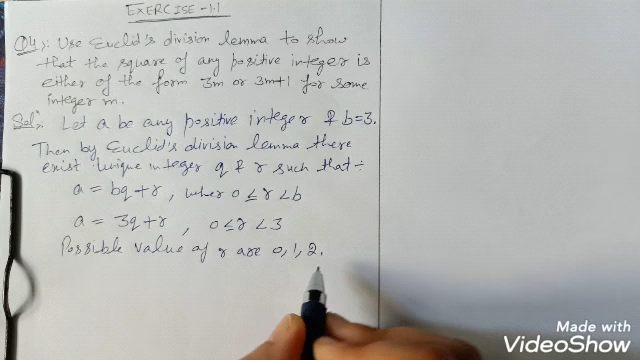 EXERCISE-1.1
Q4: Use Euclid's division lemma to show
that the square of any positive integer is
either of the form 3m or 3m+1 for some
integer m.
Sol: Let a be any positive integer & b=3.
Then by Euclid's division lemma there
exist unique integer q & r such that :-
a = bq+r, wher 0 ≤ r < b
a = 3q+r, 0 ≤ r < 3
Possible value of r are 0, 1, 2.
Made with
VideoShow